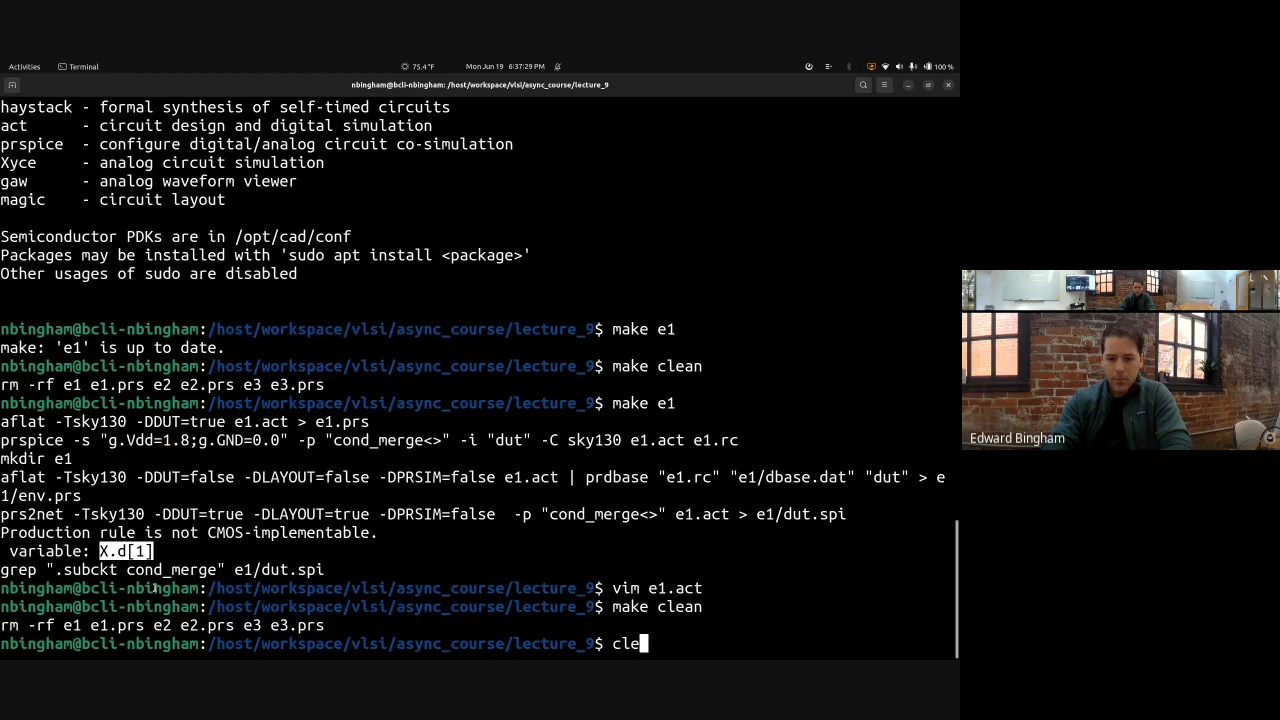 Activities
Terminal
75.4 °F
Mon Jun 19 6:37:29 PM
100 %
nbingham@bcli-nbingham: /host/workspace/vlsi/async_course/lecture_9
haystack - formal synthesis of self-timed circuits
act - circuit design and digital simulation
prspice - configure digital/analog circuit co-simulation
Xyce - analog circuit simulation
gaw - analog waveform viewer
magic - circuit layout
Semiconductor PDKs are in /opt/cad/conf
Packages may be installed with 'sudo apt install <package>'
Other usages of sudo are disabled
nbingham@bcli-nbingham:/host/workspace/vlsi/async_course/lecture_9$ make e1
make: 'e1' is up to date.
nbingham@bcli-nbingham:/host/workspace/vlsi/async_course/lecture_9$ make clean
rm -rf e1 e1.prs e2 e2.prs e3 e3.prs
nbingham@bcli-nbingham:/host/workspace/vlsi/async_course/lecture_9$ make e1
aflat -Tsky130 -DDUT=true e1.act > e1.prs
prspice -s "g.Vdd=1.8;g.GND=0.0" -p "cond_merge<>" -i "dut" -C sky130 e1.act e1.rc
mkdir e1
aflat -Tsky130 -DDUT=false -DLAYOUT=false -DPRSIM=false e1.act | prdbase "e1.rc" "e1/dbase.dat" "dut" > e
1/env.prs
prs2net -Tsky130 -DDUT=true -DLAYOUT=true -DPRSIM=false  -p "cond_merge<>" e1.act > e1/dut.spi
Production rule is not CMOS-implementable.
variable: X.d[1]
grep ".subckt cond_merge" e1/dut.spi
nbingham@bcli-nbingham:/host/workspace/vlsi/async_course/lecture_9$ vim e1.act
nbingham@bcli-nbingham:/host/workspace/vlsi/async_course/lecture_9$ make clean
rm -rf e1 e1.prs e2 e2.prs e3 e3.prs
nbingham@bcli-nbingham:/host/workspace/vlsi/async_course/lecture_9$ cle
Edward Bingham